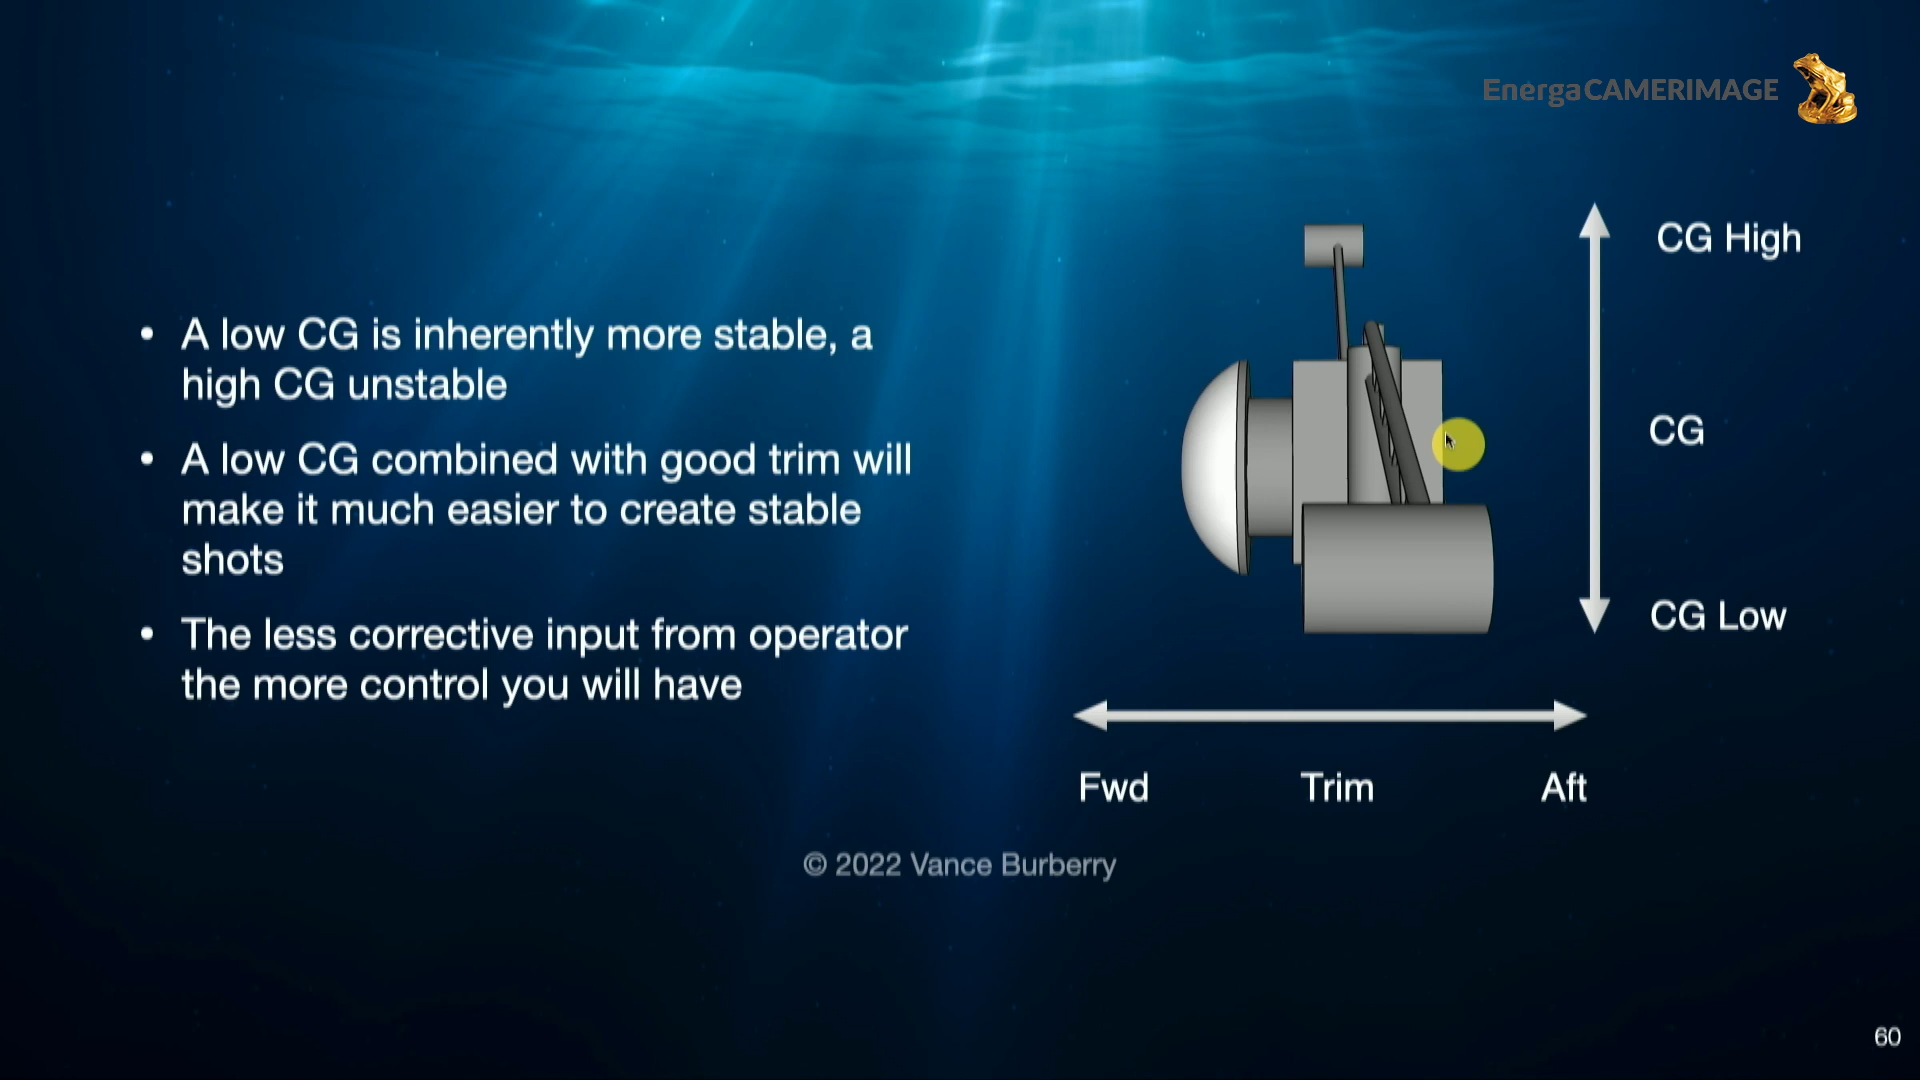 EnergaCAMERIMAGE
• A low CG is inherently more stable, a
high CG unstable
• A low CG combined with good trim will
make it much easier to create stable
shots
• The less corrective input from operator
the more control you will have
CG High
CG
CG Low
Fwd Trim Aft
© 2022 Vance Burberry
60